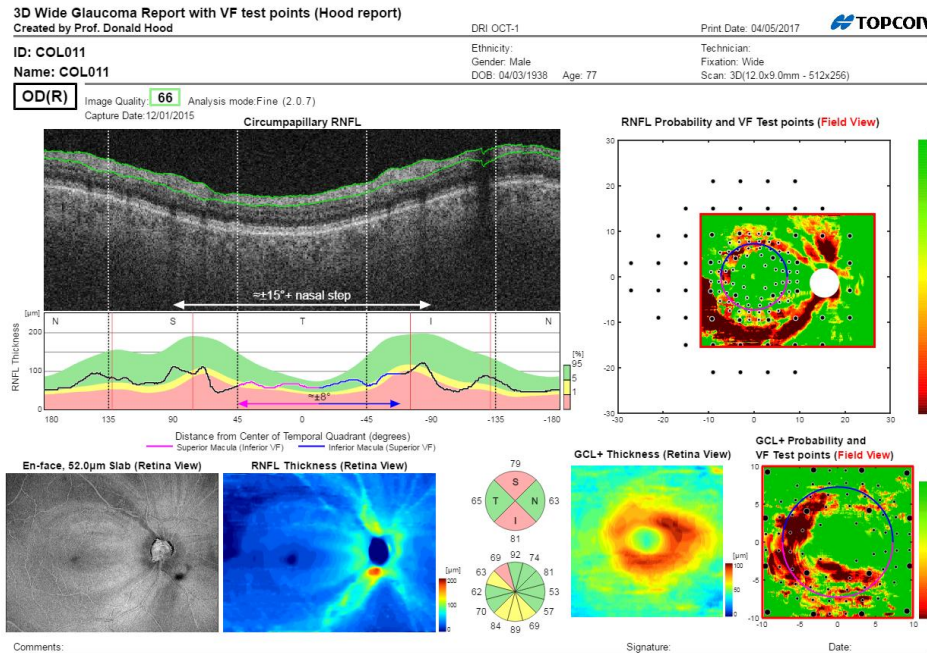 3D Wide Glaucoma Report with VF test points (Hood report)
Created by Prof. Donald Hood
DRI OCT-1
Print Date: 04/05/2017
TOPCON
ID: COL011
Name: COL011
Ethnicity:
Gender: Male
DOB: 04/03/1938 Age: 77
Technician:
Fixation: Wide
Scan: 3D(12.0x9.0mm - 512x256)
OD(R)
Image Quality: 66 Analysis mode:Fine (2.0.7)
Capture Date:12/01/2015
Circumpapillary RNFL
≈±15°+ nasal step
[μm]
RNFL Thickness
200
100
0
N S T I N
≈±8°
180 135 90 45 0 -45 -90 -135 -180
[%]
95
5
1
Distance from Center of Temporal Quadrant (degrees)
Superior Macula (Inferior VF) Inferior Macula (Superior VF)
RNFL Probability and VF Test points (Field View)
30
20
10
0
-10
-20
-30
-30 -20 -10 0 10 20 30
En-face, 52.0μm Slab (Retina View)
RNFL Thickness (Retina View)
[μm]
200
100
0
79
65 T S N I 63
81
92
69 74
63 81
62 53
70 57
84 69
89
GCL+ Thickness (Retina View)
[μm]
100
50
0
GCL+ Probability and
VF Test points (Field View)
10
5
0
-5
-10
-10 -5 0 5 10
Comments:
Signature:
Date: